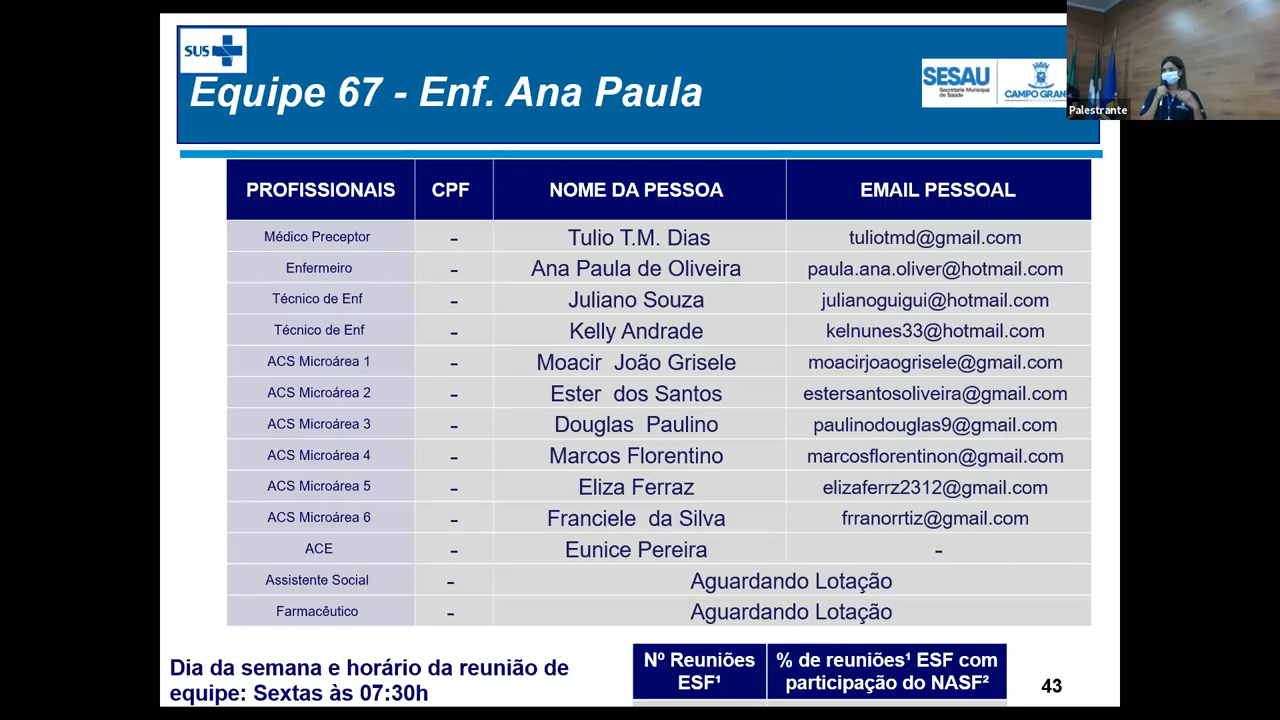 SUS
Equipe 67 - Enf. Ana Paula
SESAU
Secretaria Municipal
de Saúde
Palestrante
PROFISSIONAIS CPF NOME DA PESSOA EMAIL PESSOAL
Médico Preceptor - Tulio T.M. Dias tuliotmd@gmail.com
Enfermeiro - Ana Paula de Oliveira paula.ana.oliver@hotmail.com
Técnico de Enf - Juliano Souza julianoguigui@hotmail.com
Técnico de Enf - Kelly Andrade kelnunes33@hotmail.com
ACS Microárea 1 - Moacir João Grisele moacirjoaogrisele@gmail.com
ACS Microárea 2 - Ester dos Santos estersantosoliveira@gmail.com
ACS Microárea 3 - Douglas Paulino paulinodouglas9@gmail.com
ACS Microárea 4 - Marcos Florentino marcosflorentinon@gmail.com
ACS Microárea 5 - Eliza Ferraz elizaferrz2312@gmail.com
ACS Microárea 6 - Franciele da Silva frranorrtiz@gmail.com
ACE - Eunice Pereira -
Assistente Social - Aguardando Lotação
Farmacêutico - Aguardando Lotação
Dia da semana e horário da reunião de
equipe: Sextas às 07:30h
Nº Reuniões
ESF¹
% de reuniões¹ ESF com
participação do NASF²
43